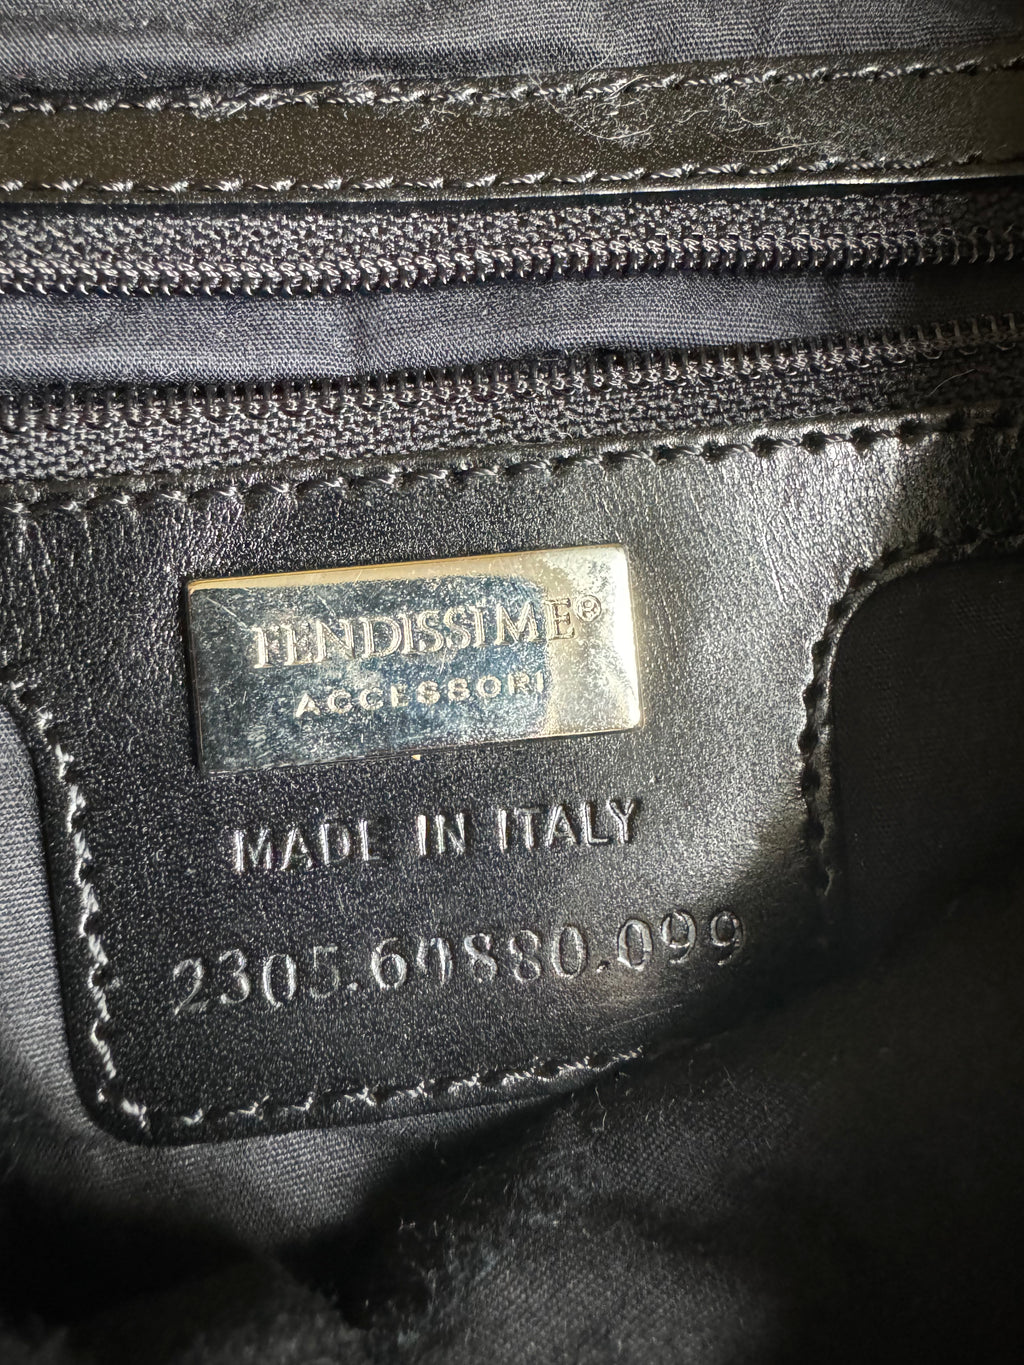 FENDISSIME®
ACCESSORI
MADE IN ITALY
2305.60880.099